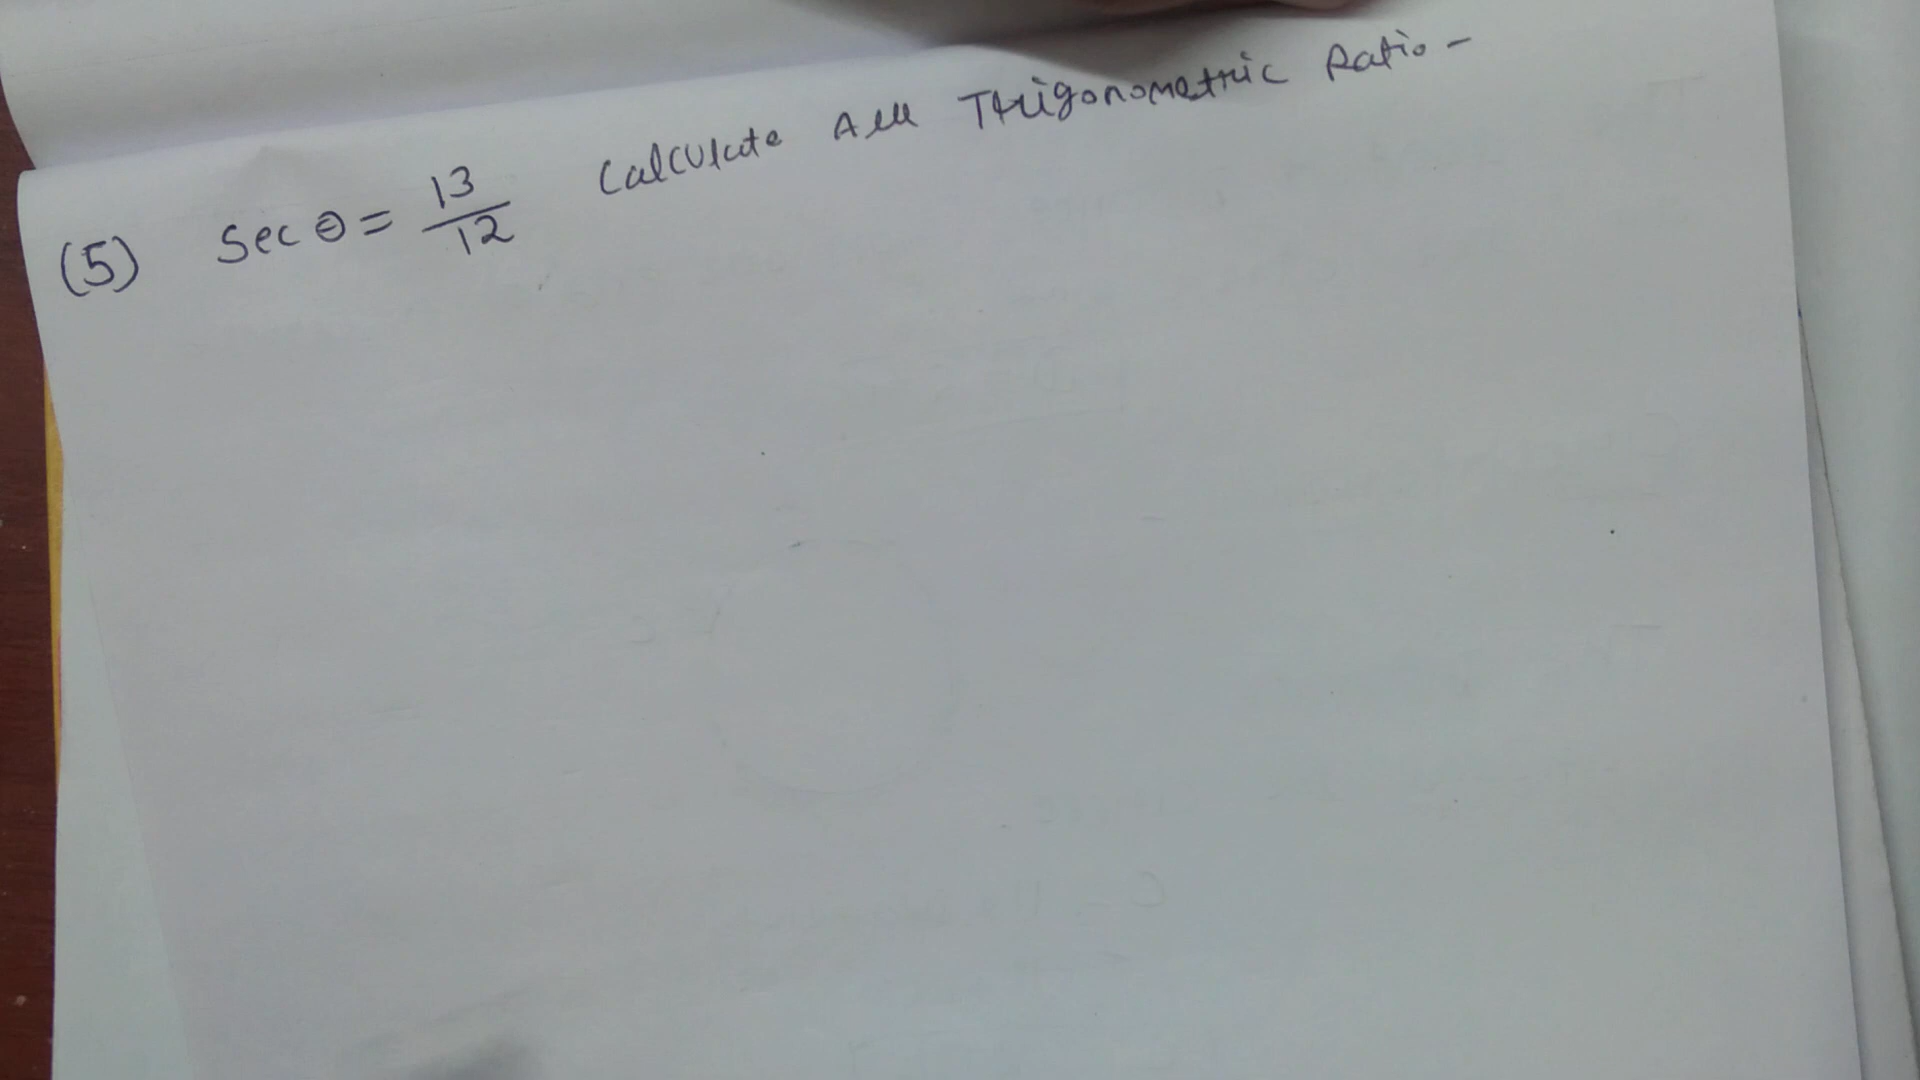 (5) Sec θ = 13/12 Calculate All Trigonometric Ratio -